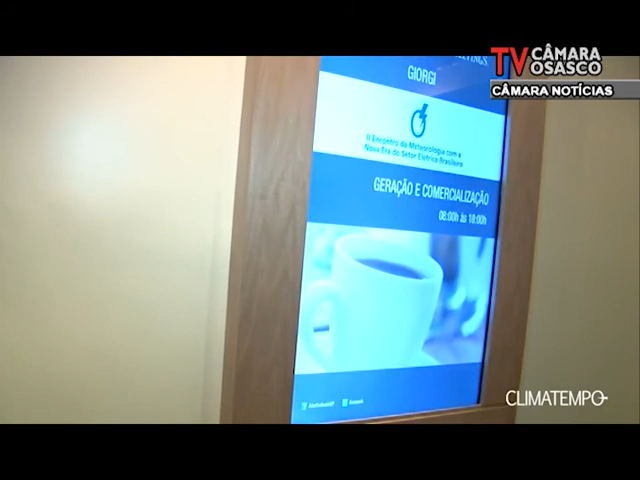 TV CÂMARA
OSASCO
CÂMARA NOTÍCIAS
GIORGI
II Encontro da Meteorologia com a
Nova Era do Setor Elétrico Brasileiro
GERAÇÃO E COMERCIALIZAÇÃO
08:00h às 18:00h
CLIMATEMPO